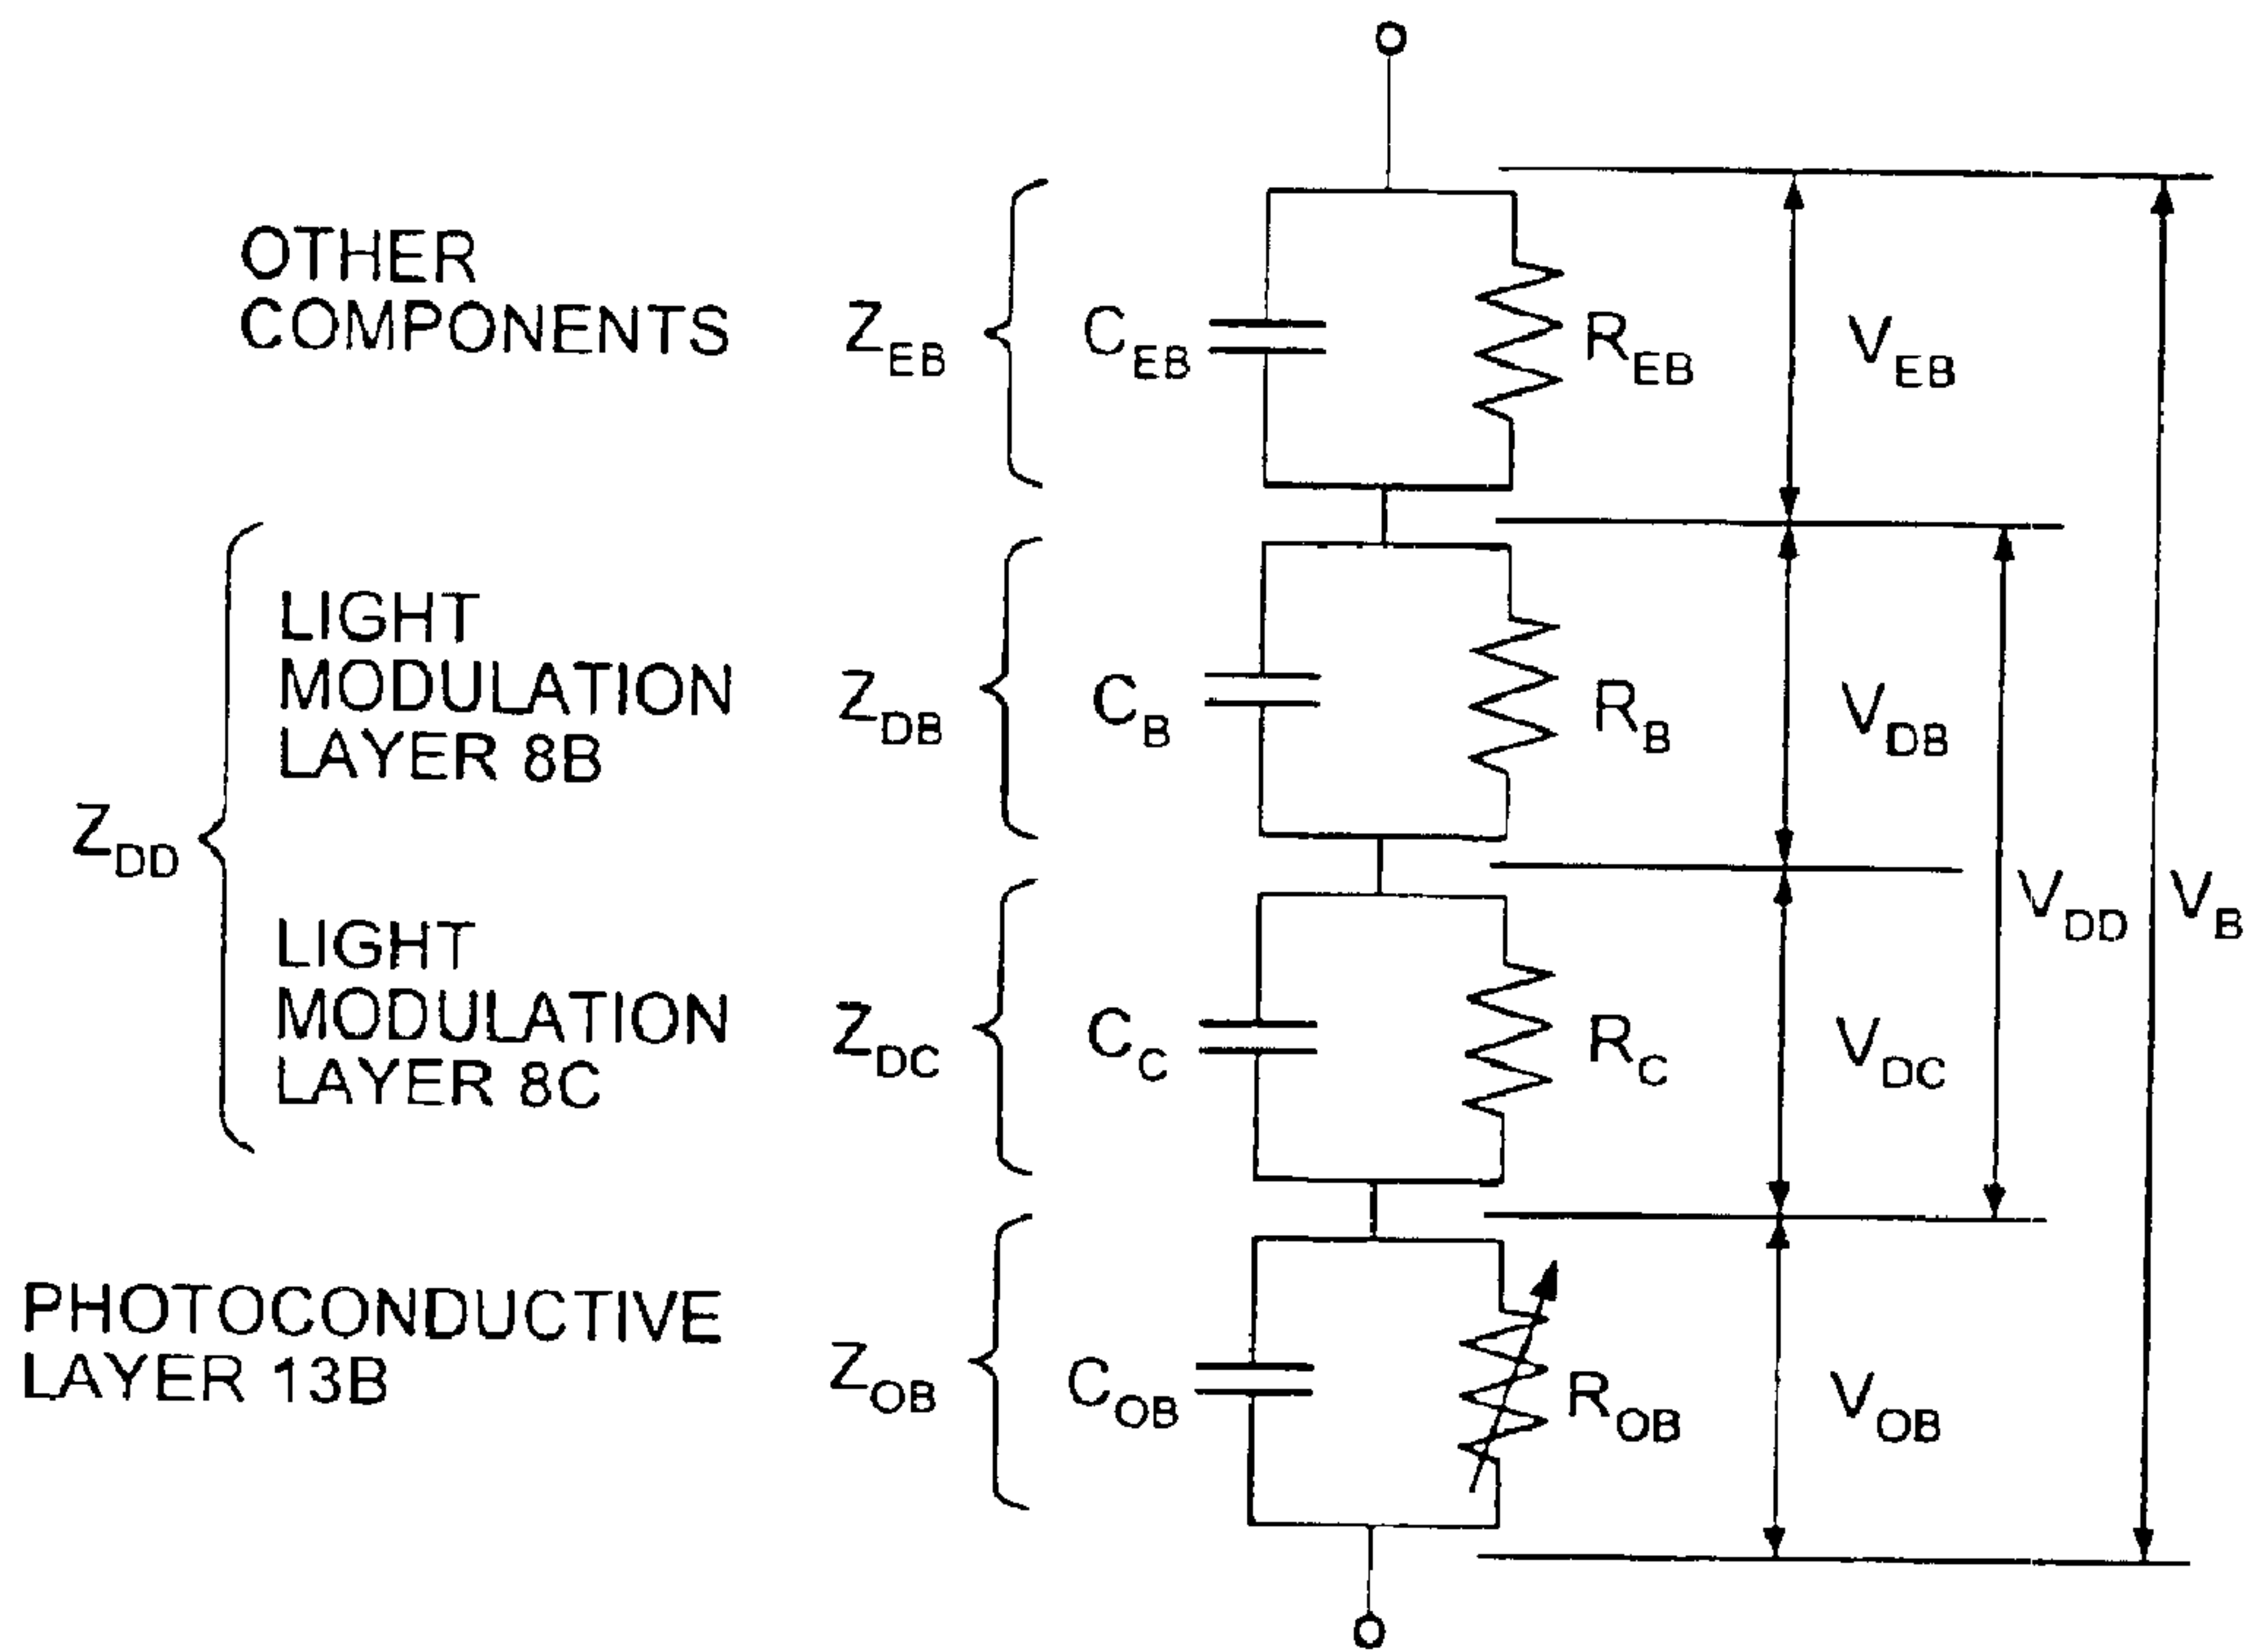 OTHER
COMPONENTS
Z_EB
C_EB
R_EB
V_EB
LIGHT
MODULATION
LAYER 8B
Z_DB
C_B
R_B
V_DB
Z_DD
V_DD
V_B
LIGHT
MODULATION
LAYER 8C
Z_DC
C_C
R_C
V_DC
PHOTOCONDUCTIVE
LAYER 13B
Z_OB
C_OB
R_OB
V_OB